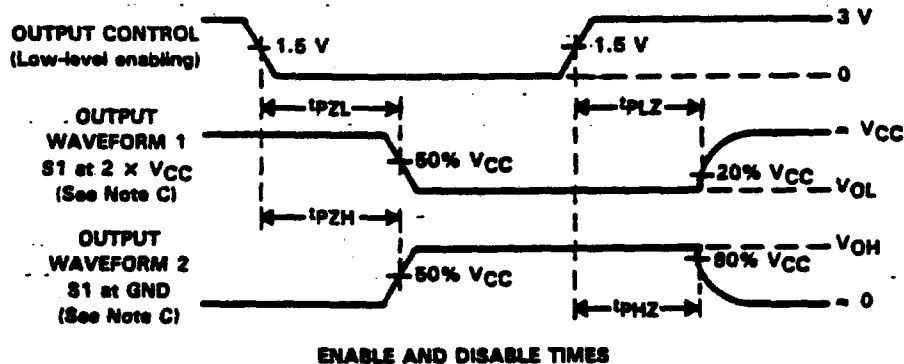 OUTPUT CONTROL
(Low-level enabling)
1.5 V
1.5 V
3 V
0
tPZL
tPLZ
OUTPUT
WAVEFORM 1
S1 at 2 × VCC
(See Note C)
50% VCC
20% VCC
≈ VCC
VOL
tPZH
OUTPUT
WAVEFORM 2
S1 at GND
(See Note C)
50% VCC
80% VCC
VOH
≈ 0
tPHZ
ENABLE AND DISABLE TIMES